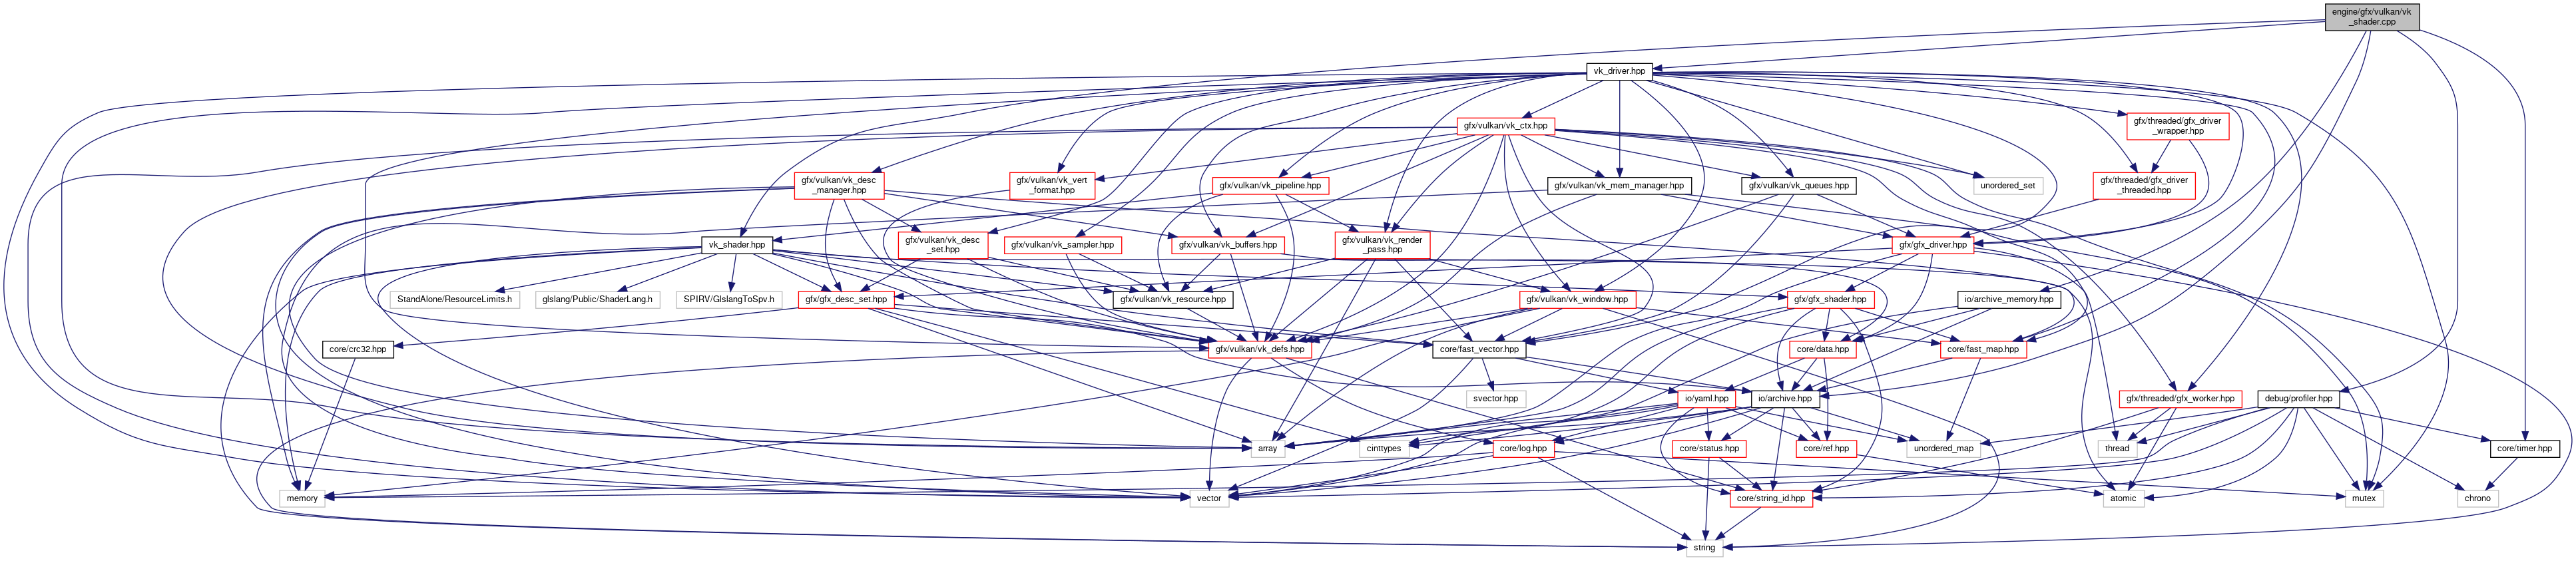 engine/gfx/vulkan/vk
_shader.cpp
vk_driver.hpp
gfx/vulkan/vk_ctx.hpp
gfx/threaded/gfx_driver
_wrapper.hpp
gfx/vulkan/vk_desc
_manager.hpp
gfx/vulkan/vk_vert
_format.hpp
gfx/vulkan/vk_pipeline.hpp
gfx/vulkan/vk_mem_manager.hpp
gfx/vulkan/vk_queues.hpp
unordered_set
gfx/threaded/gfx_driver
_threaded.hpp
vk_shader.hpp
gfx/vulkan/vk_desc
_set.hpp
gfx/vulkan/vk_sampler.hpp
gfx/vulkan/vk_buffers.hpp
gfx/vulkan/vk_render
_pass.hpp
gfx/gfx_driver.hpp
StandAlone/ResourceLimits.h
glslang/Public/ShaderLang.h
SPIRV/GlslangToSpv.h
gfx/gfx_desc_set.hpp
gfx/vulkan/vk_resource.hpp
gfx/vulkan/vk_window.hpp
gfx/gfx_shader.hpp
io/archive_memory.hpp
core/crc32.hpp
gfx/vulkan/vk_defs.hpp
core/fast_vector.hpp
core/data.hpp
core/fast_map.hpp
svector.hpp
io/yaml.hpp
io/archive.hpp
gfx/threaded/gfx_worker.hpp
debug/profiler.hpp
array
cinttypes
core/log.hpp
core/status.hpp
core/ref.hpp
unordered_map
thread
core/timer.hpp
memory
vector
core/string_id.hpp
atomic
mutex
chrono
string